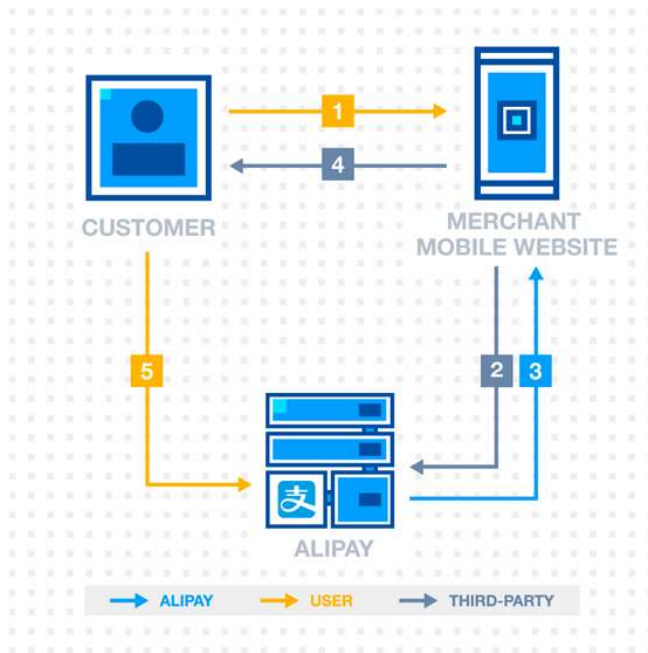 1
4
CUSTOMER
MERCHANT
MOBILE WEBSITE
5
2
3
支
ALIPAY
ALIPAY
USER
THIRD-PARTY